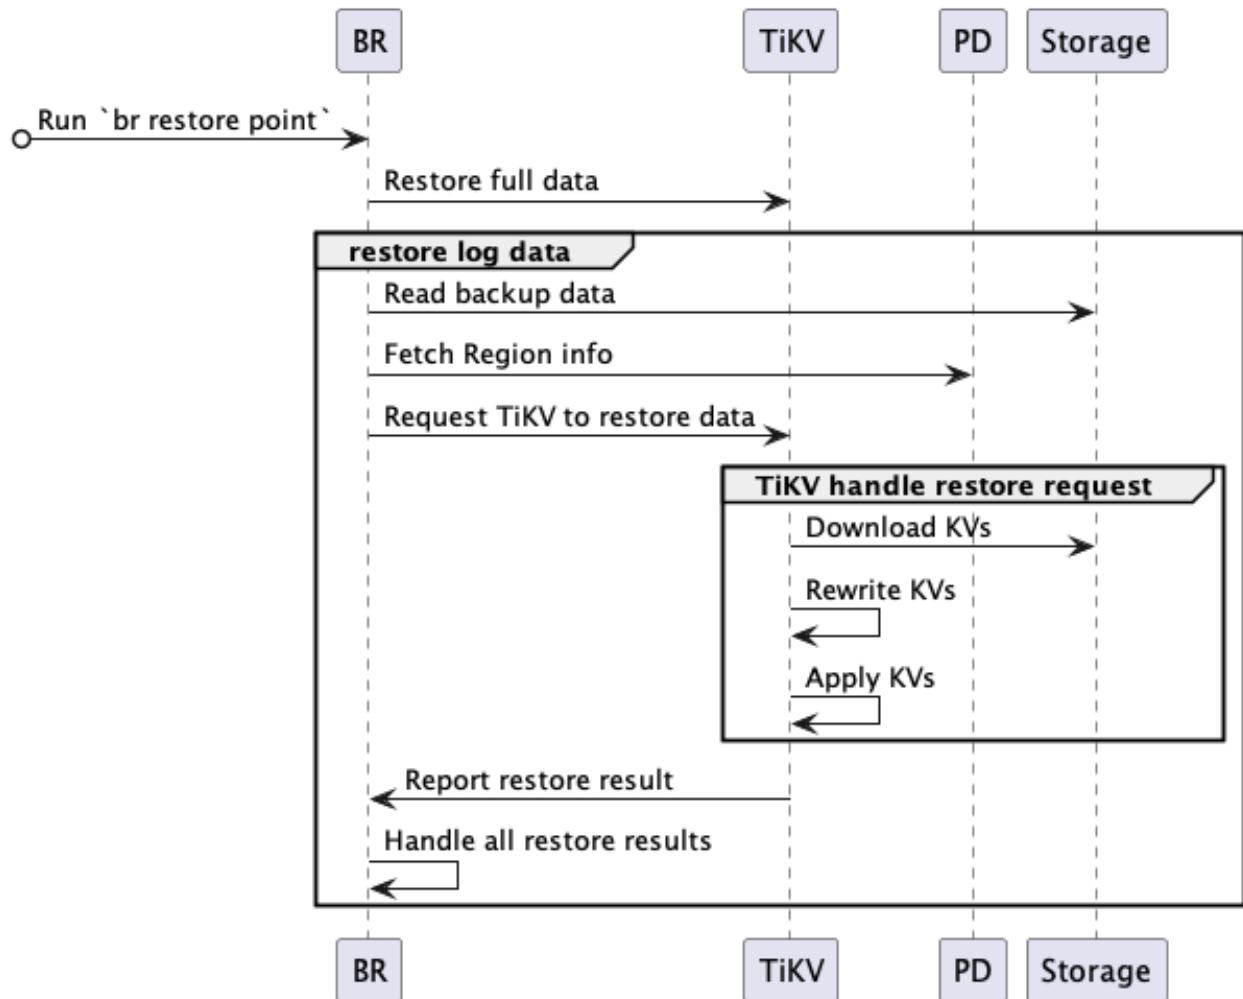 BR TiKV PD Storage
Run `br restore point`
Restore full data
restore log data
Read backup data
Fetch Region info
Request TiKV to restore data
TiKV handle restore request
Download KVs
Rewrite KVs
Apply KVs
Report restore result
Handle all restore results
BR TiKV PD Storage